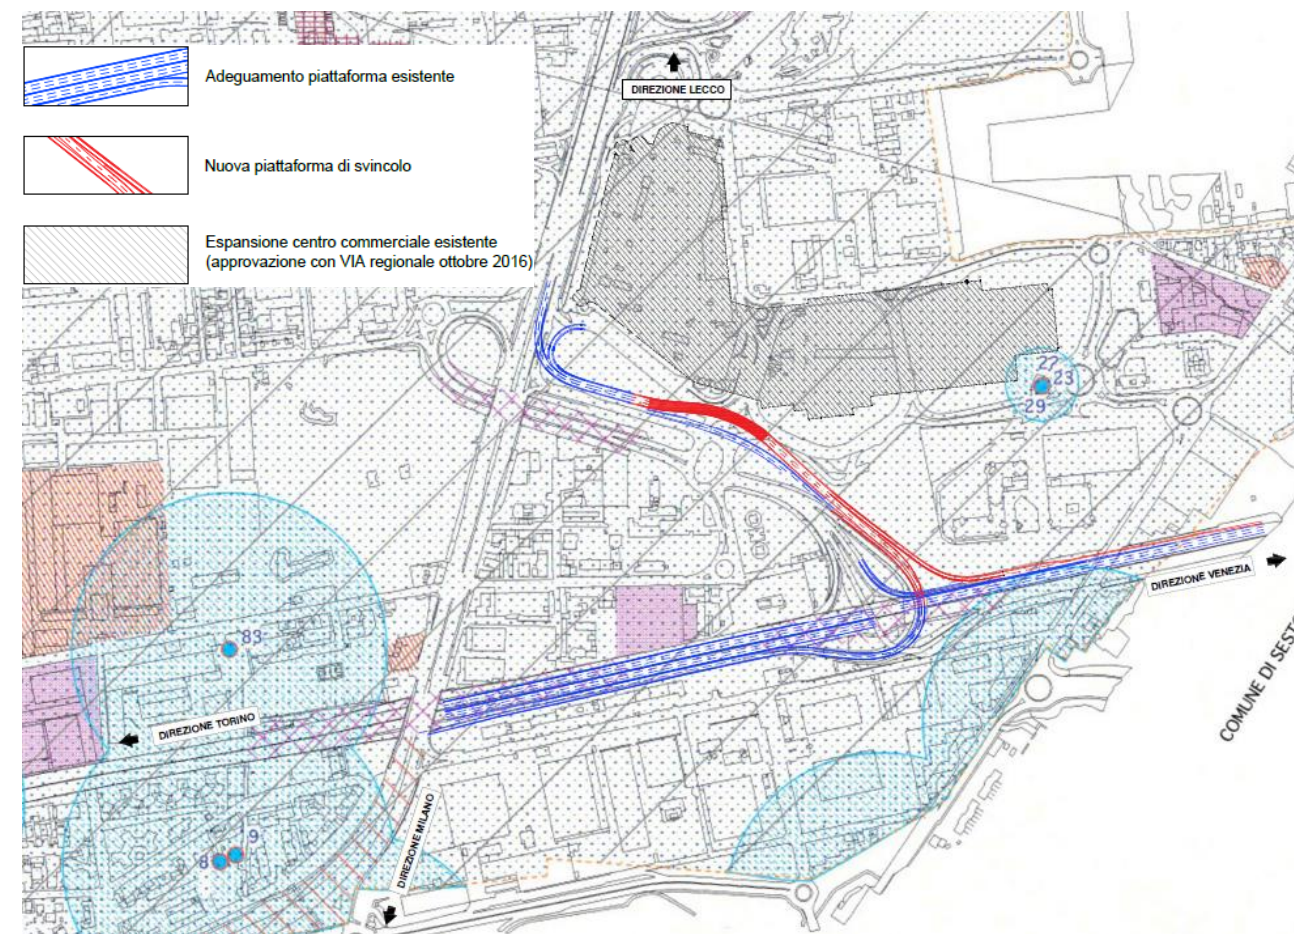 Adeguamento piattaforma esistente
Nuova piattaforma di svincolo
Espansione centro commerciale esistente
(approvazione con VIA regionale ottobre 2016)
DIREZIONE LECCO
27
23
29
DIREZIONE VENEZIA
COMUNE DI SEST
83
DIREZIONE TORINO
DIREZIONE MILANO
9
8